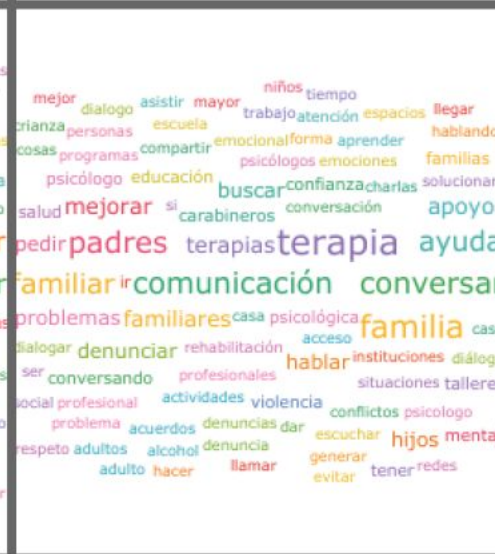 niños tiempo
mejor dialogo asistir mayor trabajo atención espacios llegar
crianza personas escuela emocional forma aprender hablando
cosas programas compartir psicólogos emociones familias
psicólogo educación buscar confianza charlas solucionar
salud mejorar si carabineros conversación apoyo
pedir padres terapias terapia ayuda
familiar ir comunicación conversar
problemas familiares casa psicológica familia
dialogar denunciar rehabilitación acceso
hablar instituciones
ser conversando profesionales situaciones
social profesional actividades violencia conflictos psicologo
problema acuerdos denuncias dar escuchar hijos
respeto adultos alcohol denuncia generar
adulto hacer llamar evitar tener redes